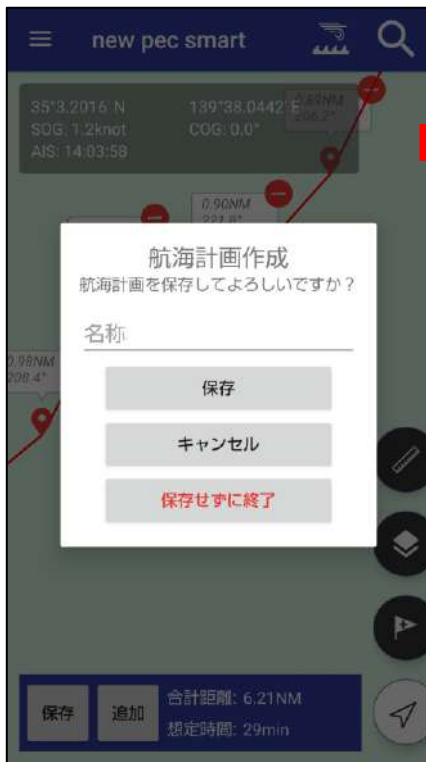 new pec smart
35°3.2016' N 139°38.0442' E
SOG: 1.2knot COG: 0.0°
AIS: 14:03:58
0.89NM
206.2°
0.90NM
221.8°
航海計画作成
航海計画を保存してよろしいですか?
名称
0.98NM
208.4°
保存
キャンセル
保存せずに終了
保存 追加 合計距離: 6.21NM
想定時間: 29min